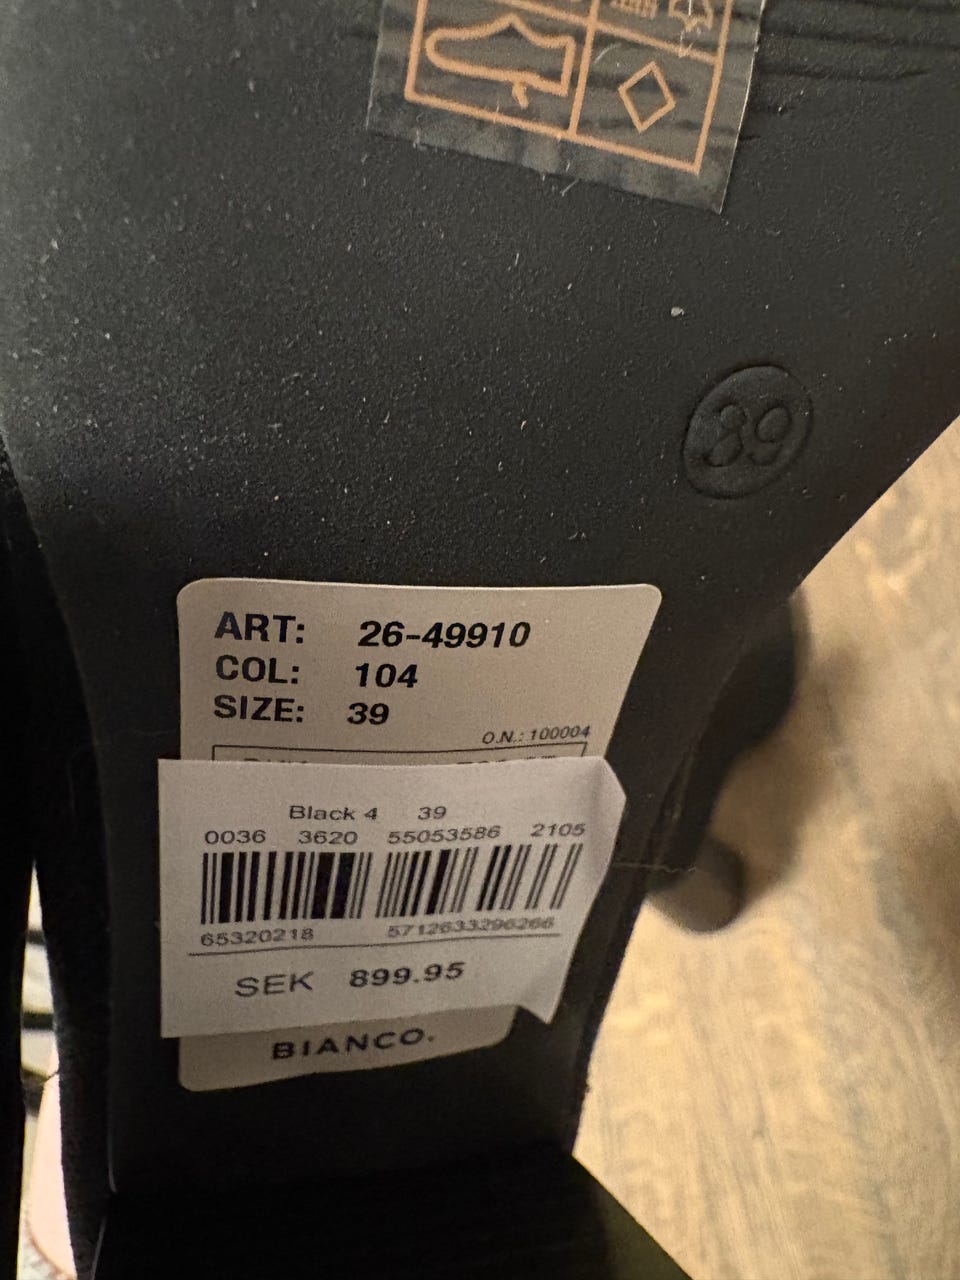 39
ART: 26-49910
COL: 104
SIZE: 39
O.N.: 100004
Black 4 39
0036 3620 55053586 2105
65320218 5712633296266
SEK 899.95
BIANCO.